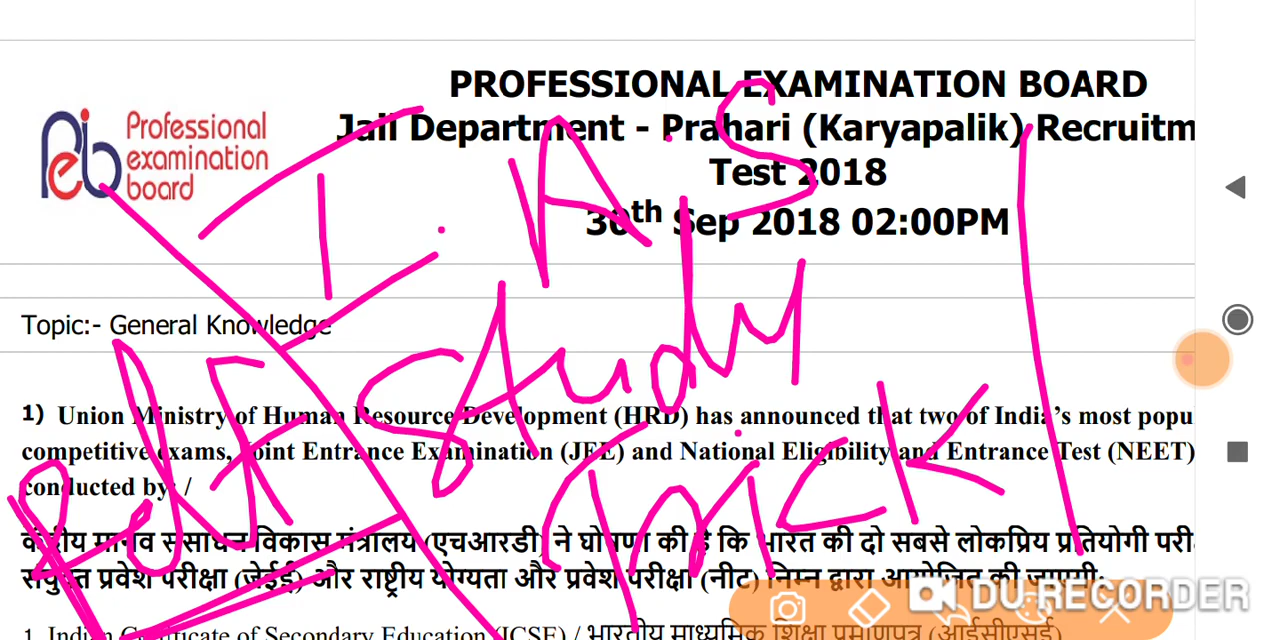 PROFESSIONAL EXAMINATION BOARD
Professional
examination
board
Jail Department - Prahari (Karyapalik) Recruitm
Test 2018
30th Sep 2018 02:00PM
I.A.S
Study
Trick
Topic:- General Knowledge
1) Union Ministry of Human Resource Development (HRD) has announced that two of India's most popu
competitive exams, Joint Entrance Examination (JEE) and National Eligibility and Entrance Test (NEET)
conducted by: /
केंद्रीय मानव संसाधन विकास मंत्रालय (एचआरडी) ने घोषणा की है कि भारत की दो सबसे लोकप्रिय प्रतियोगी परी
संयुक्त प्रवेश परीक्षा (जेईई) और राष्ट्रीय योग्यता और प्रवेश परीक्षा (नीट) निम्न द्वारा आयोजित की जाएगी:
1. Indian Certificate of Secondary Education (ICSE) / भारतीय माध्यमिक शिक्षा प्रमाणपत्र (आईसीएसई)
DU RECORDER